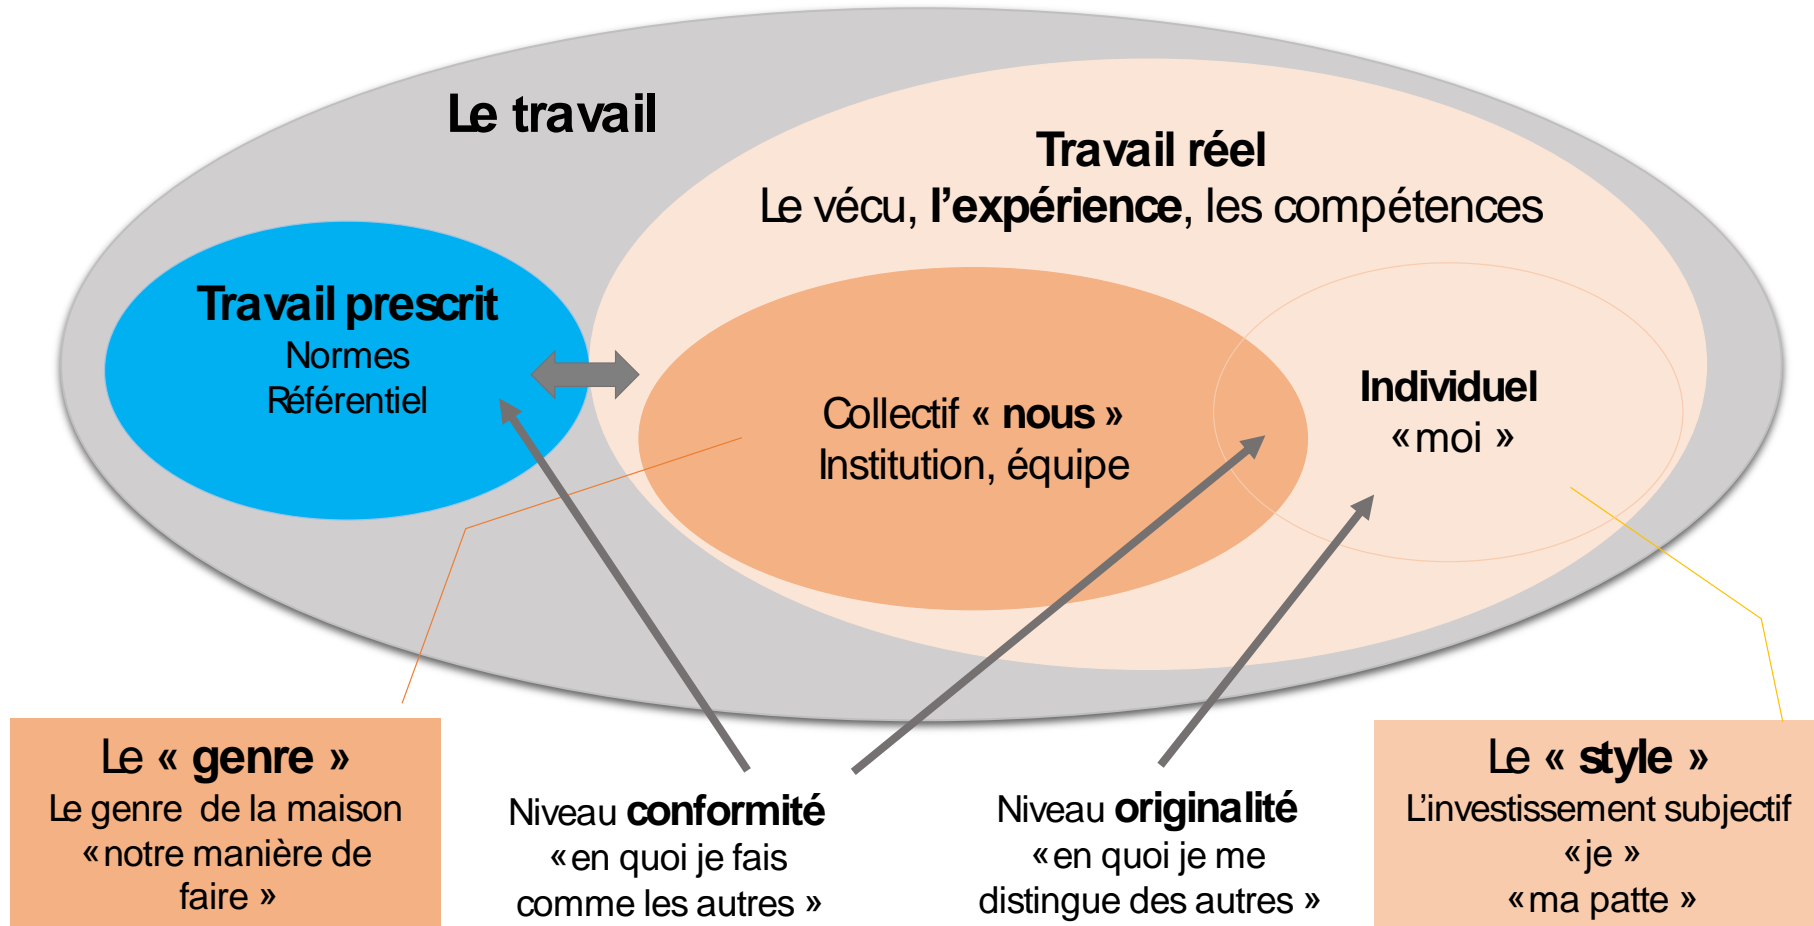 Le travail
Travail réel
Le vécu, l'expérience, les compétences
Travail prescrit
Normes
Référentiel
Collectif « nous »
Institution, équipe
Individuel
« moi »
Le « genre »
Le genre de la maison
« notre manière de
faire »
Niveau conformité
« en quoi je fais
comme les autres »
Niveau originalité
« en quoi je me
distingue des autres »
Le « style »
L'investissement subjectif
« je »
« ma patte »